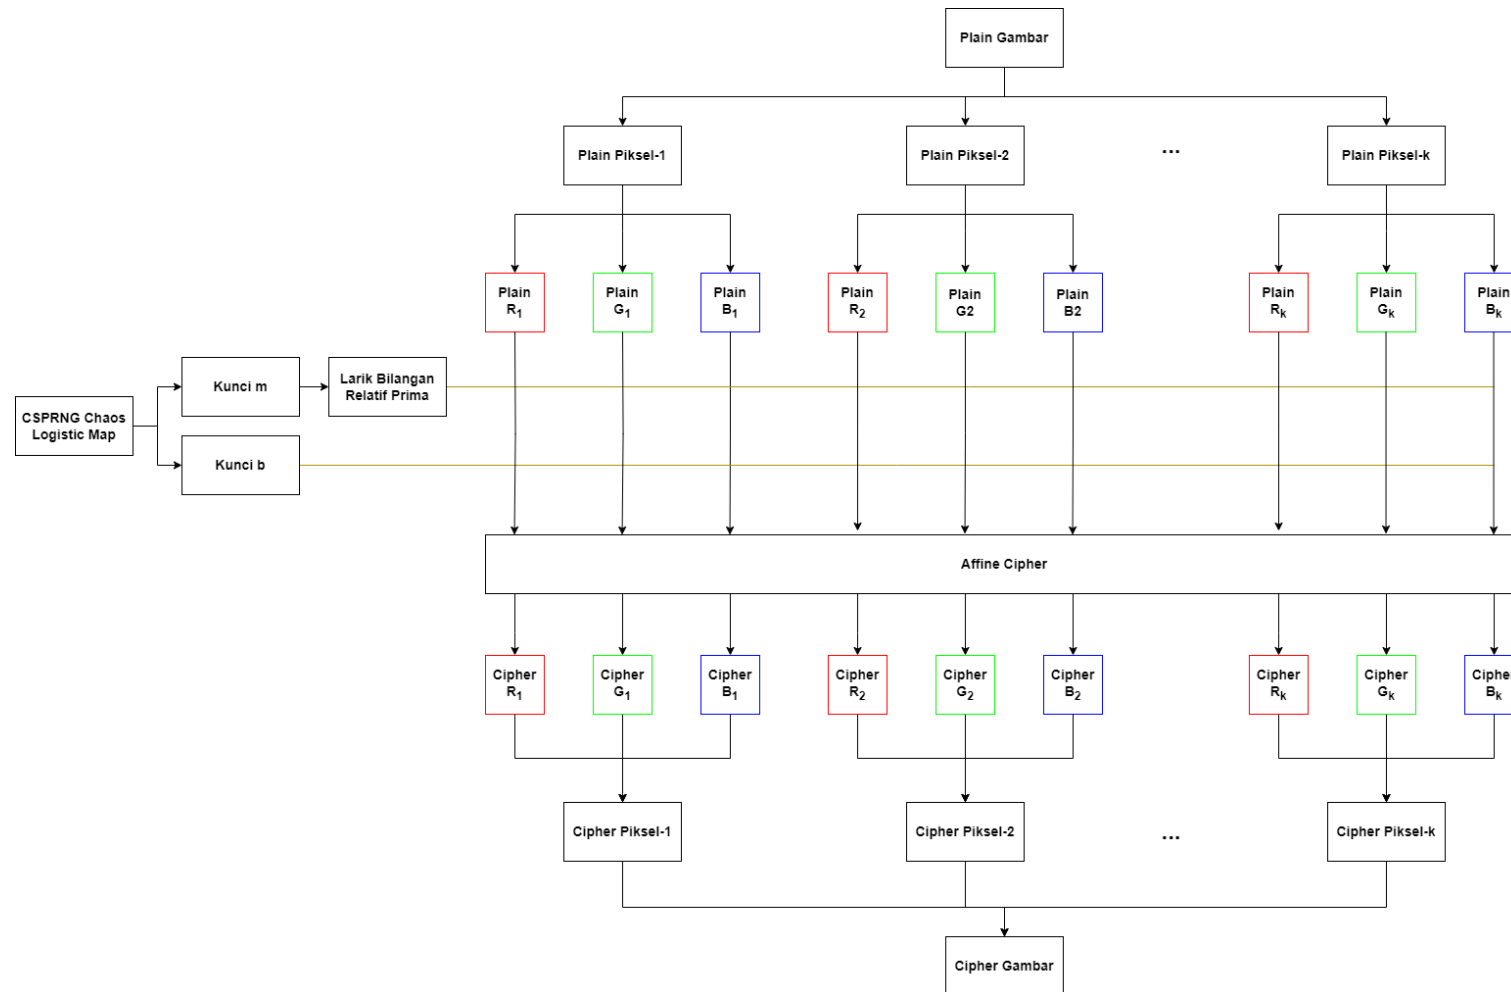 Plain Gambar
Plain Piksel-1
Plain Piksel-2
...
Plain Piksel-k
Plain
R₁
Plain
G₁
Plain
B₁
Plain
R₂
Plain
G2
Plain
B2
Plain
Rₖ
Plain
Gₖ
Plain
Bₖ
CSPRNG Chaos
Logistic Map
Kunci m
Larik Bilangan
Relatif Prima
Kunci b
Affine Cipher
Cipher
R₁
Cipher
G₁
Cipher
B₁
Cipher
R₂
Cipher
G₂
Cipher
B₂
Cipher
Rₖ
Cipher
Gₖ
Cipher
Bₖ
Cipher Piksel-1
Cipher Piksel-2
...
Cipher Piksel-k
Cipher Gambar